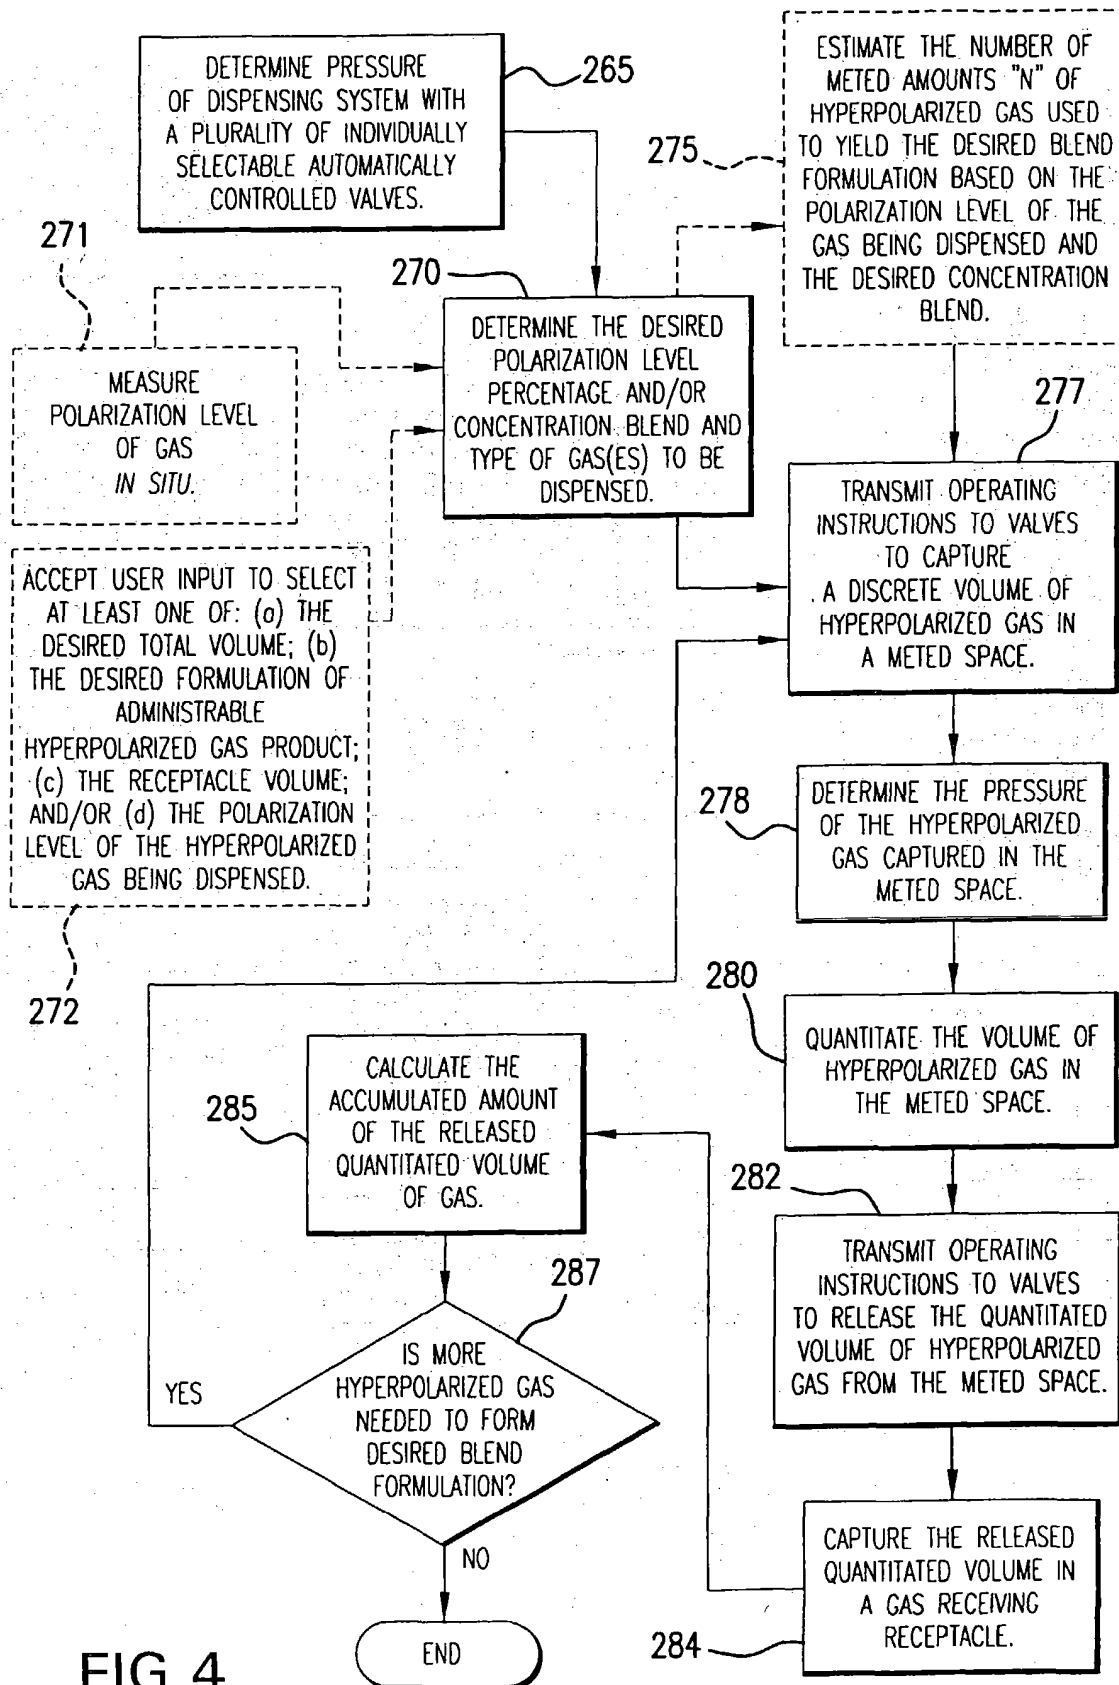 DETERMINE PRESSURE
OF DISPENSING SYSTEM WITH
A PLURALITY OF INDIVIDUALLY
SELECTABLE AUTOMATICALLY
CONTROLLED VALVES.
265
ESTIMATE THE NUMBER OF
METED AMOUNTS "N" OF
HYPERPOLARIZED GAS USED
TO YIELD THE DESIRED BLEND
FORMULATION BASED ON THE
POLARIZATION LEVEL OF THE
GAS BEING DISPENSED AND
THE DESIRED CONCENTRATION
BLEND.
275
271
MEASURE
POLARIZATION LEVEL
OF GAS
IN SITU.
270
DETERMINE THE DESIRED
POLARIZATION LEVEL
PERCENTAGE AND/OR
CONCENTRATION BLEND AND
TYPE OF GAS(ES) TO BE
DISPENSED.
277
TRANSMIT OPERATING
INSTRUCTIONS TO VALVES
TO CAPTURE
A DISCRETE VOLUME OF
HYPERPOLARIZED GAS IN
A METED SPACE.
ACCEPT USER INPUT TO SELECT
AT LEAST ONE OF: (a) THE
DESIRED TOTAL VOLUME; (b)
THE DESIRED FORMULATION OF
ADMINISTRABLE
HYPERPOLARIZED GAS PRODUCT;
(c) THE RECEPTACLE VOLUME;
AND/OR (d) THE POLARIZATION
LEVEL OF THE HYPERPOLARIZED
GAS BEING DISPENSED.
272
278
DETERMINE THE PRESSURE
OF THE HYPERPOLARIZED
GAS CAPTURED IN THE
METED SPACE.
280
QUANTITATE THE VOLUME OF
HYPERPOLARIZED GAS IN
THE METED SPACE.
282
TRANSMIT OPERATING
INSTRUCTIONS TO VALVES
TO RELEASE THE QUANTITATED
VOLUME OF HYPERPOLARIZED
GAS FROM THE METED SPACE.
CAPTURE THE RELEASED
QUANTITATED VOLUME IN
A GAS RECEIVING
RECEPTACLE.
284
285
CALCULATE THE
ACCUMULATED AMOUNT
OF THE RELEASED
QUANTITATED VOLUME
OF GAS.
287
IS MORE
HYPERPOLARIZED GAS
NEEDED TO FORM
DESIRED BLEND
FORMULATION?
YES
NO
END
FIG 4